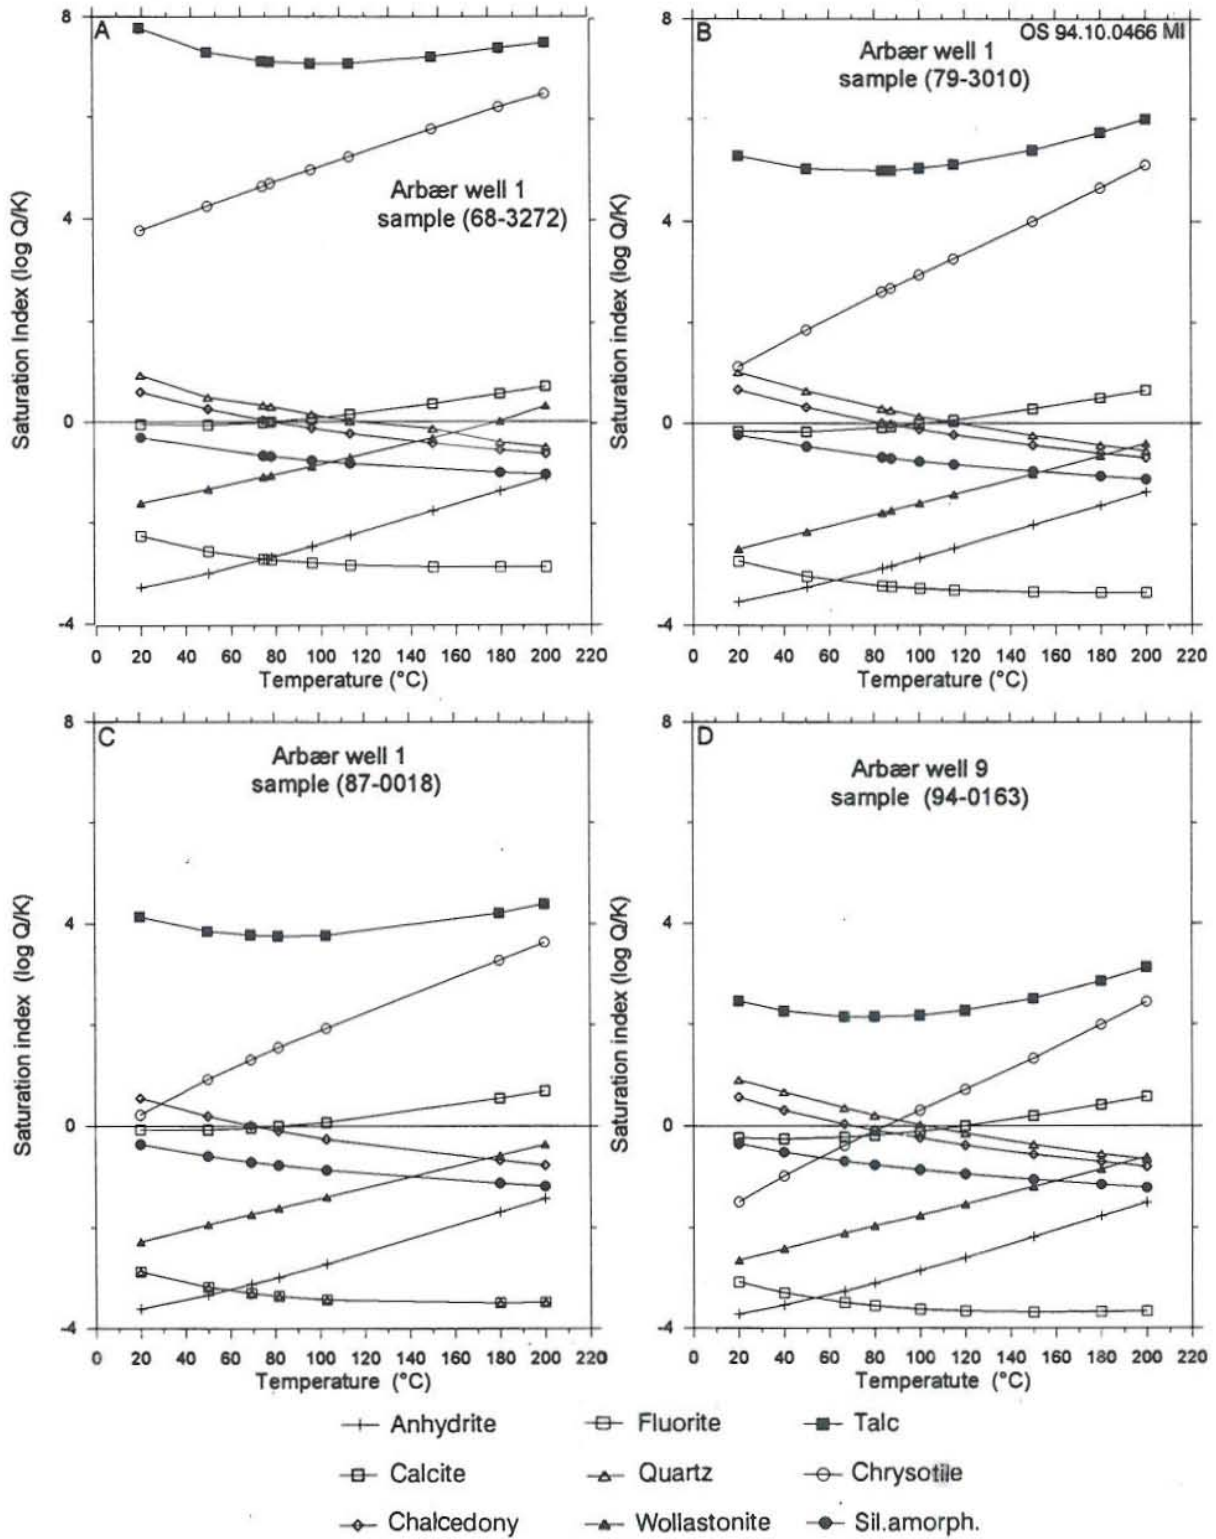 A
8
4
0
-4
Saturation Index (log Q/K)
Arbær well 1
sample (68-3272)
0 20 40 60 80 100 120 140 160 180 200 220
Temperature (°C)
B
OS 94.10.0466 MI
Arbær well 1
sample (79-3010)
8
4
0
-4
Saturation index (log Q/K)
0 20 40 60 80 100 120 140 160 180 200 220
Temperature (°C)
C
Arbær well 1
sample (87-0018)
8
4
0
-4
Saturation index (log Q/K)
0 20 40 60 80 100 120 140 160 180 200 220
Temperature (°C)
D
Arbær well 9
sample (94-0163)
8
4
0
-4
Saturation index (log Q/K)
0 20 40 60 80 100 120 140 160 180 200 220
Temperatute (°C)
Anhydrite Fluorite Talc
Calcite Quartz Chrysotile
Chalcedony Wollastonite Sil.amorph.